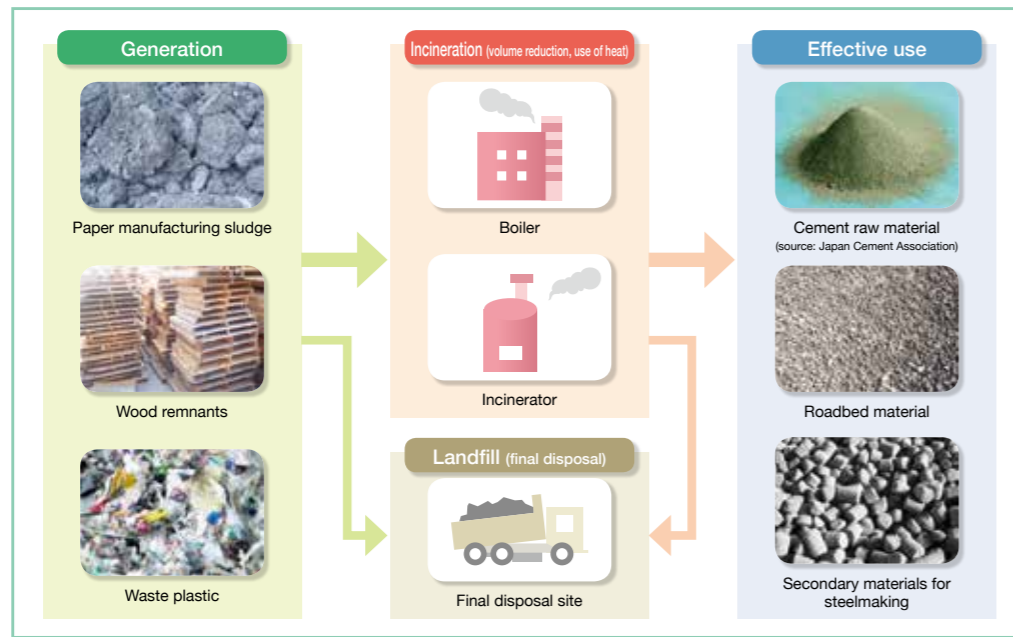 Generation
Paper manufacturing sludge
Wood remnants
Waste plastic
Incineration (volume reduction, use of heat)
Boiler
Incinerator
Landfill (final disposal)
Final disposal site
Effective use
Cement raw material
(source: Japan Cement Association)
Roadbed material
Secondary materials for
steelmaking